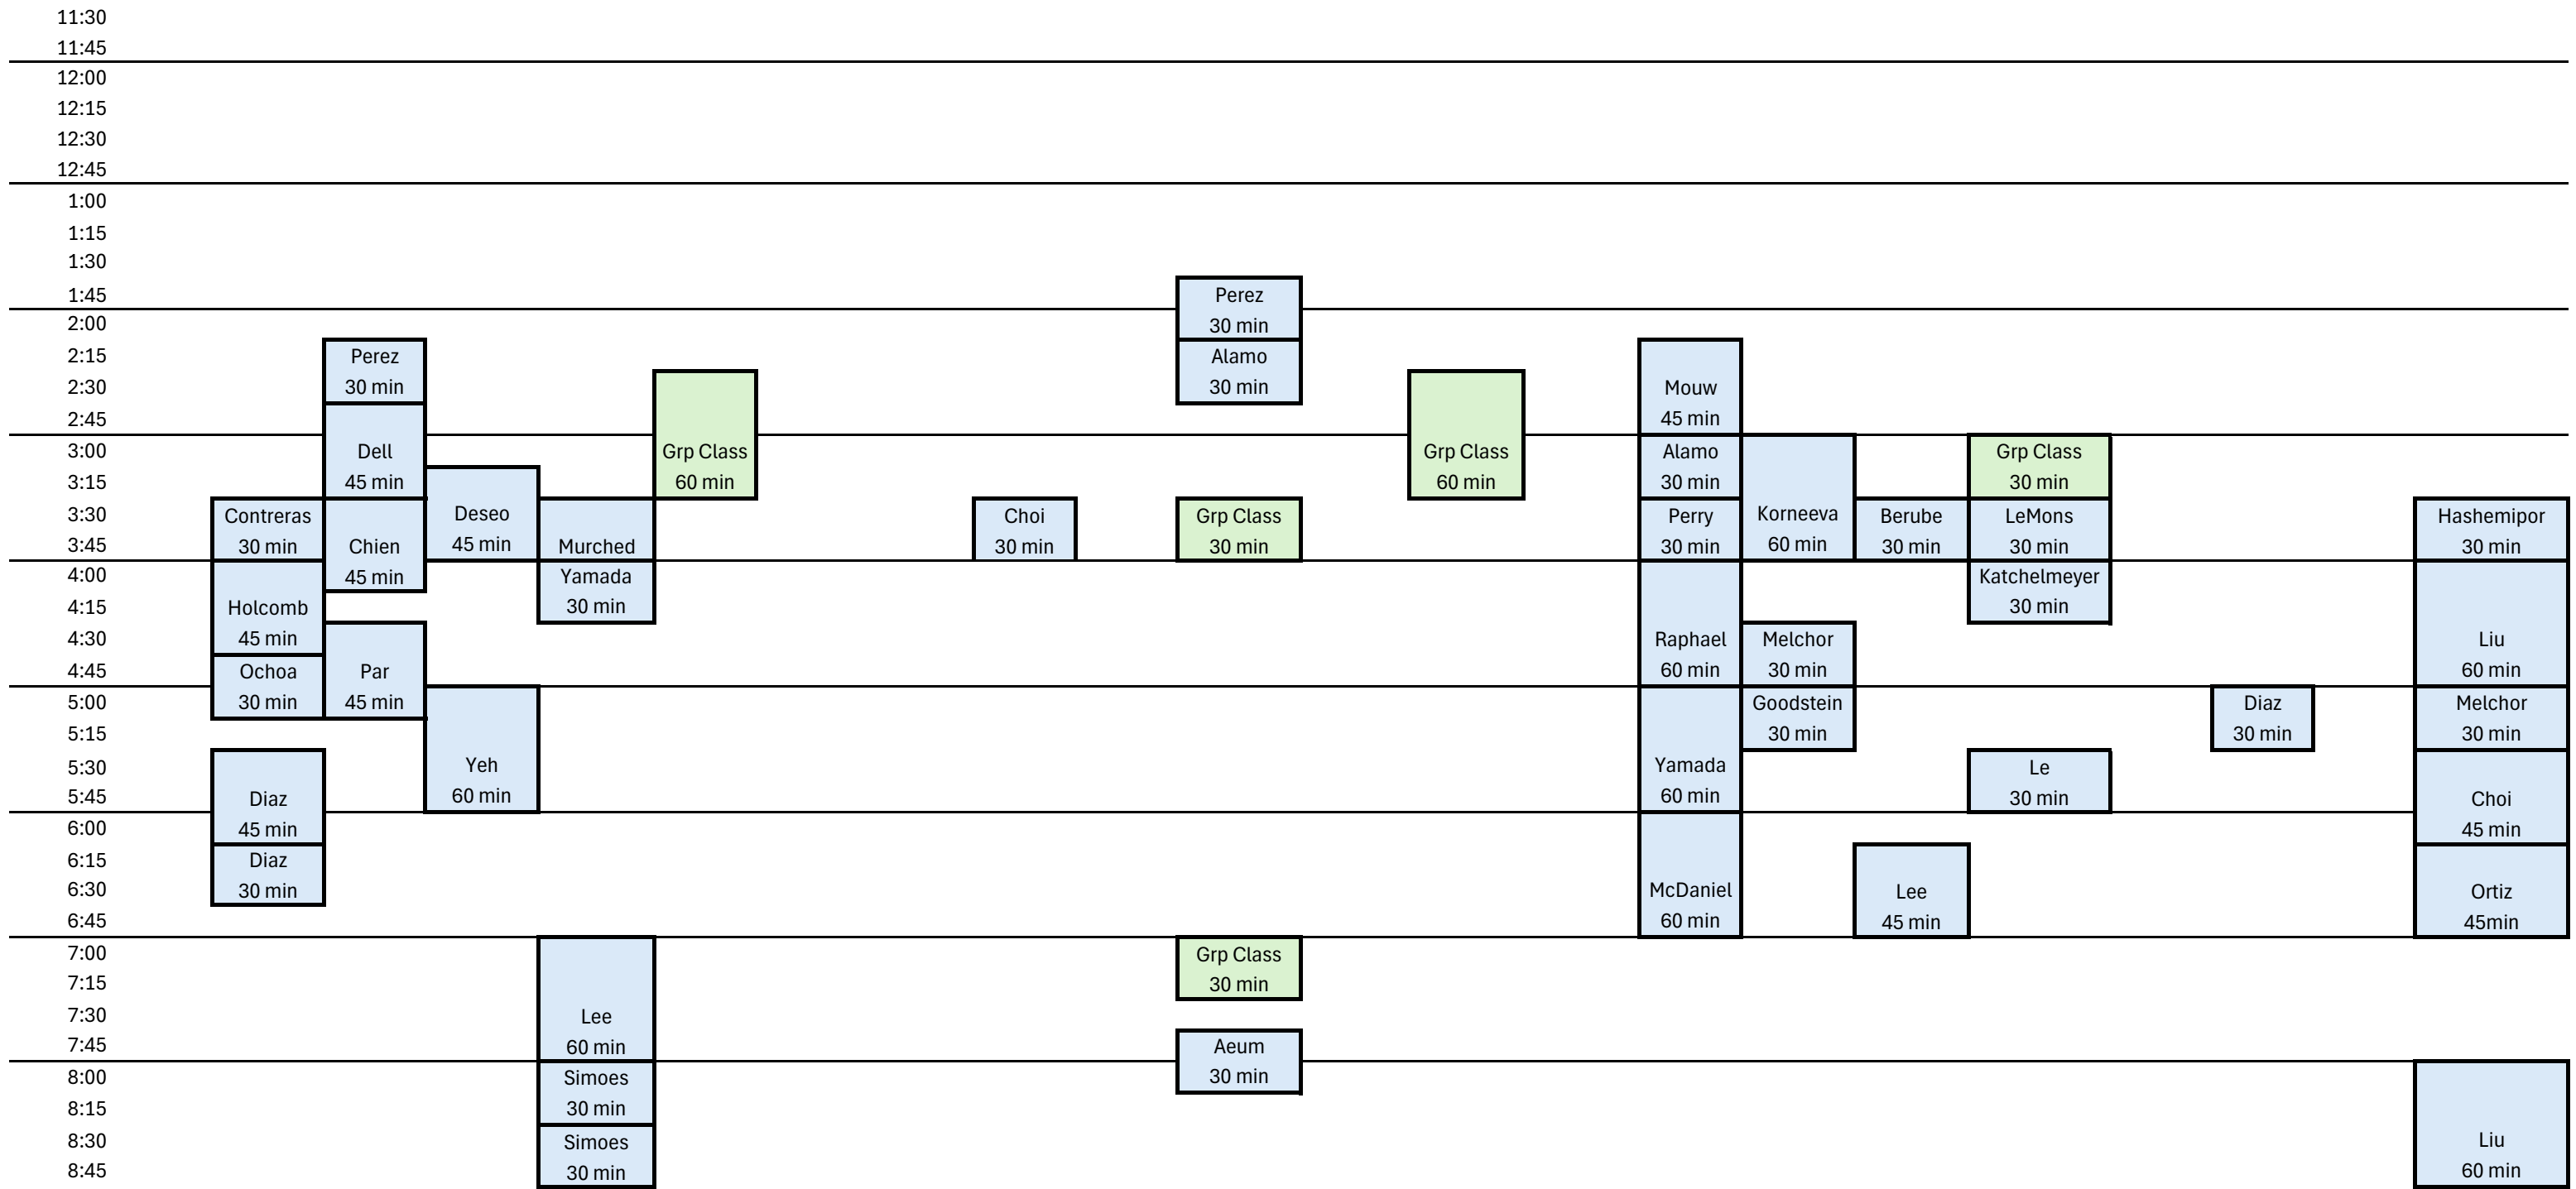 11:30
11:45
12:00
12:15
12:30
12:45
1:00
1:15
1:30
1:45 Perez
2:00 30 min
2:15 Perez Alamo
2:30 30 min 30 min Mouw
2:45 45 min
3:00 Dell Grp Class Grp Class Alamo Grp Class
3:15 45 min 60 min 60 min 30 min 30 min
3:30 Contreras Deseo Choi Grp Class Perry Korneeva Berube LeMons Hashemipor
3:45 30 min Chien 45 min Murched 30 min 30 min 30 min 60 min 30 min 30 min 30 min
4:00 45 min Yamada Katchelmeyer
4:15 Holcomb 30 min 30 min
4:30 45 min Raphael Melchor Liu
4:45 Ochoa Par 60 min 30 min 60 min
5:00 30 min 45 min Goodstein Diaz Melchor
5:15 30 min 30 min 30 min
5:30 Yeh Yamada Le
5:45 Diaz 60 min 60 min 30 min Choi
6:00 45 min 45 min
6:15 Diaz
6:30 30 min McDaniel Lee Ortiz
6:45 60 min 45 min 45min
7:00 Grp Class
7:15 30 min
7:30 Lee
7:45 60 min Aeum
8:00 Simoes 30 min
8:15 30 min
8:30 Simoes Liu
8:45 30 min 60 min